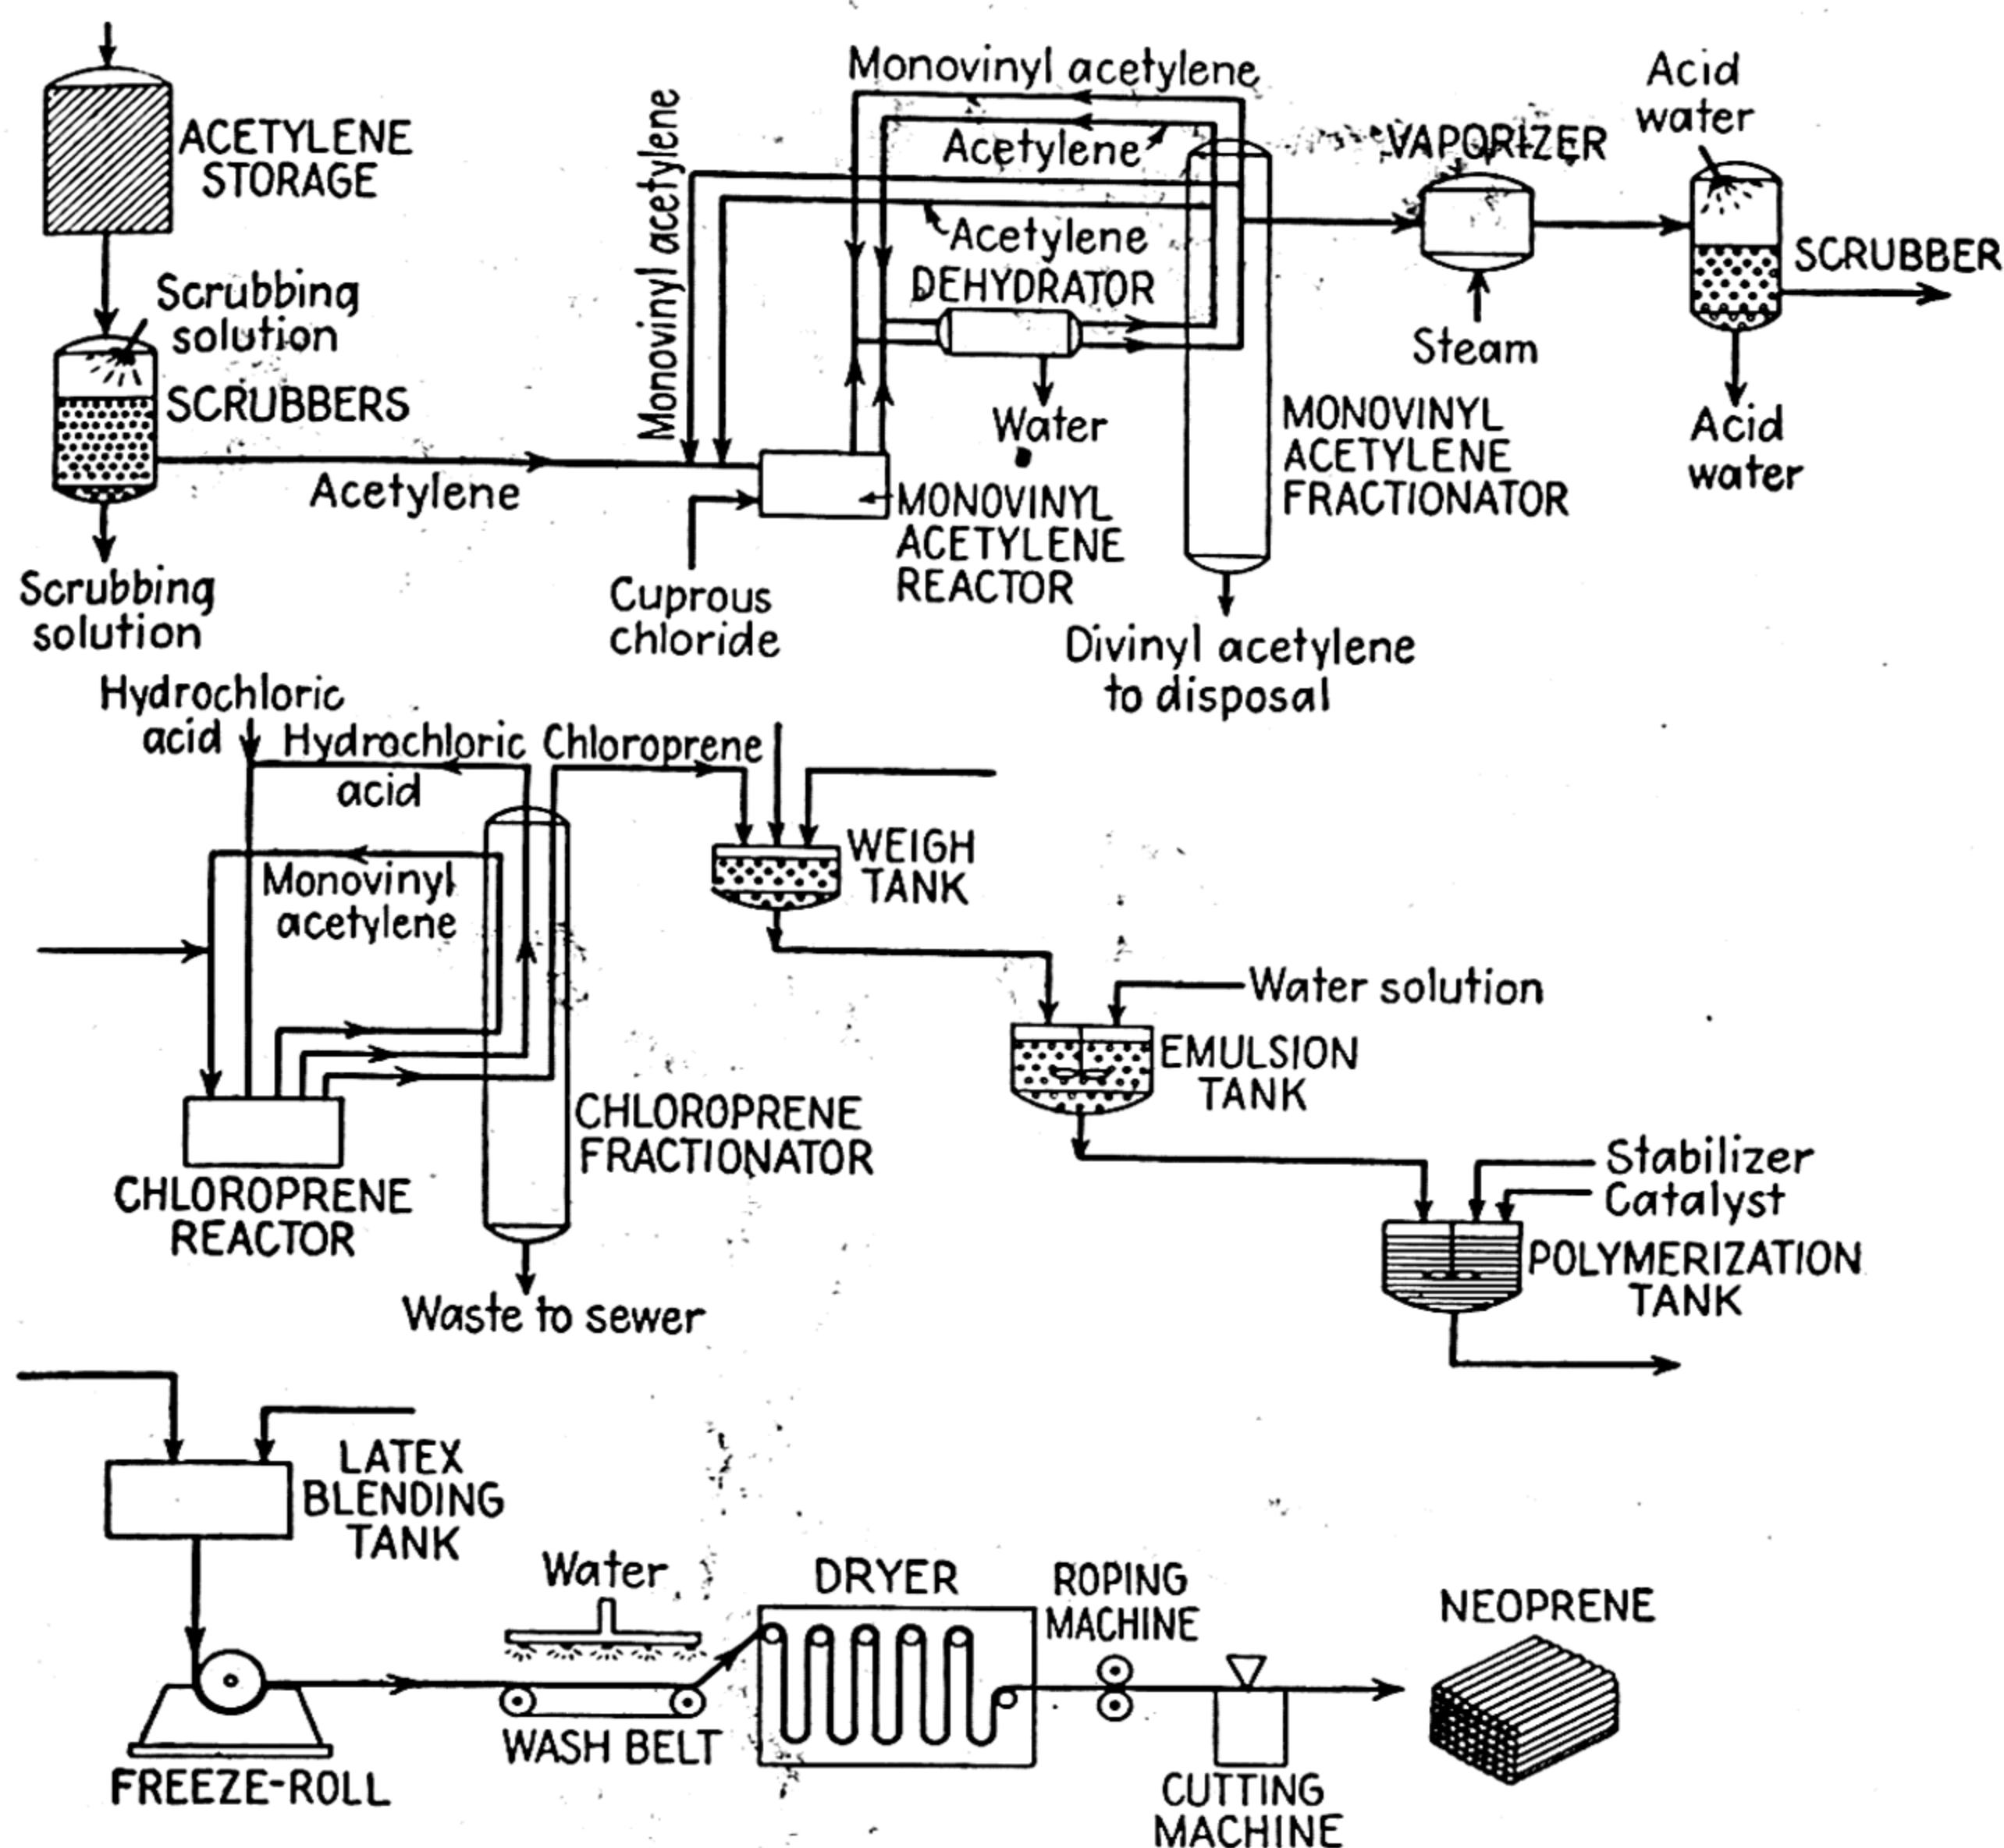 ACETYLENE
STORAGE
Scrubbing
solution
SCRUBBERS
Acetylene
Scrubbing
solution
Monovinyl acetylene
Monovinyl acetylene
Acetylene
Acetylene
DEHYDRATOR
Water
MONOVINYL
ACETYLENE
REACTOR
Cuprous
chloride
MONOVINYL
ACETYLENE
FRACTIONATOR
Divinyl acetylene
to disposal
VAPORIZER
Steam
Acid
water
SCRUBBER
Acid
water
Hydrochloric
acid
Hydrochloric
acid
Chloroprene
Monovinyl
acetylene
CHLOROPRENE
REACTOR
CHLOROPRENE
FRACTIONATOR
Waste to sewer
WEIGH
TANK
Water solution
EMULSION
TANK
Stabilizer
Catalyst
POLYMERIZATION
TANK
LATEX
BLENDING
TANK
FREEZE-ROLL
Water
WASH BELT
DRYER
ROPING
MACHINE
CUTTING
MACHINE
NEOPRENE